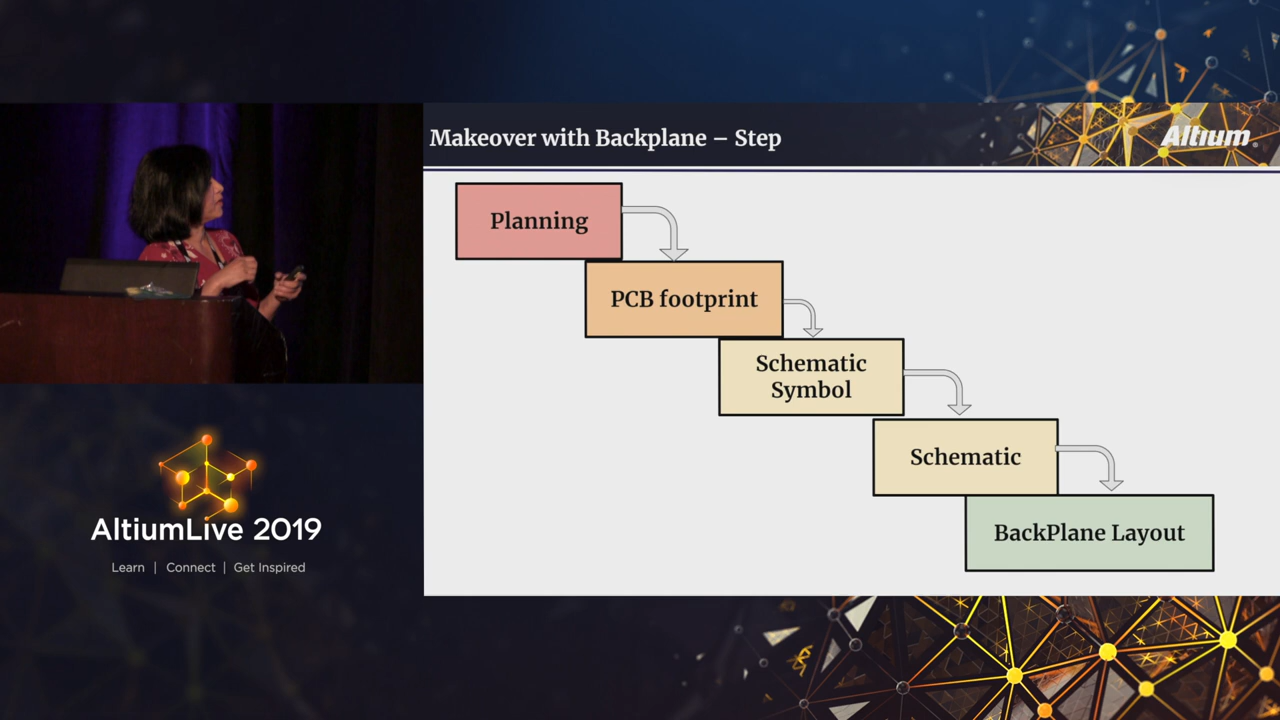 Makeover with Backplane – Step
Altium®
Planning
PCB footprint
Schematic
Symbol
Schematic
BackPlane Layout
AltiumLive 2019
Learn | Connect | Get Inspired